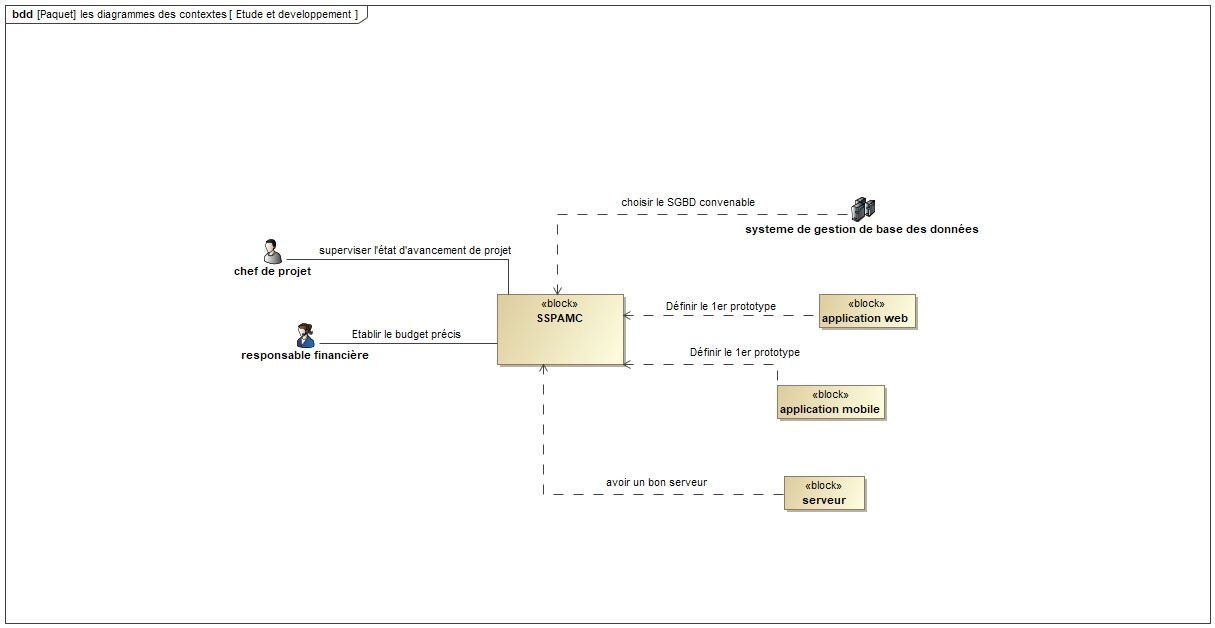 bdd [Paquet] les diagrammes des contextes [ Etude et developpement ]
choisir le SGBD convenable
systeme de gestion de base des données
superviser l'état d'avancement de projet
chef de projet
«block»
SSPAMC
Définir le 1er prototype
«block»
application web
Etablir le budget précis
responsable financière
Définir le 1er prototype
«block»
application mobile
avoir un bon serveur
«block»
serveur